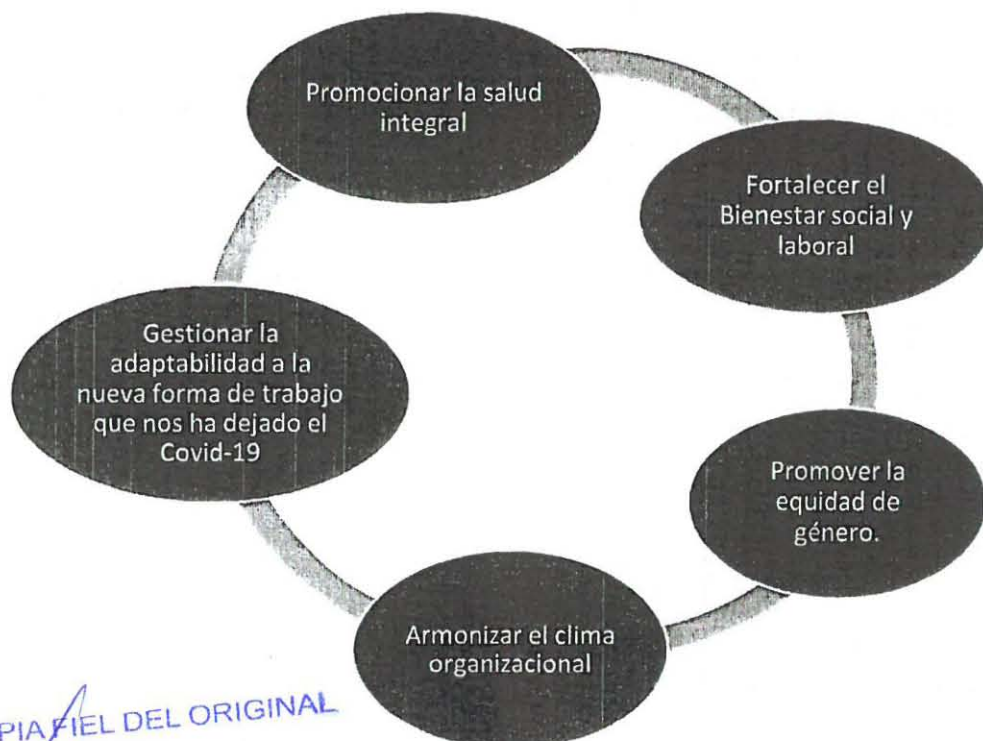 Promocionar la salud
integral
Fortalecer el
Bienestar social y
laboral
Gestionar la
adaptabilidad a la
nueva forma de trabajo
que nos ha dejado el
Covid-19
Promover la
equidad de
género.
Armonizar el clima
organizacional
PIA FIEL DEL ORIGINAL